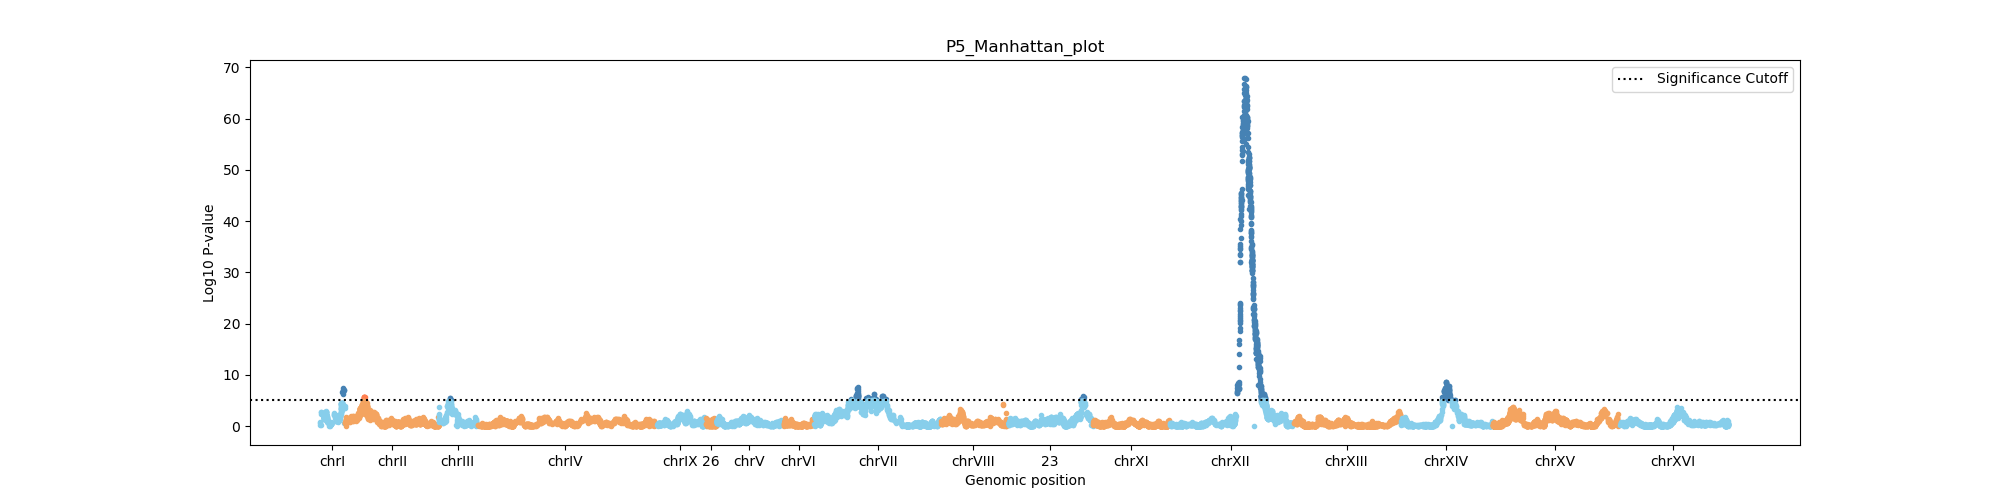 P5_Manhattan_plot
Significance Cutoff
Log10 P-value
70
60
50
40
30
20
10
0
chrI chrII chrIII chrIV chrIX 26 chrV chrVI chrVII chrVIII 23 chrXI chrXII chrXIII chrXIV chrXV chrXVI
Genomic position